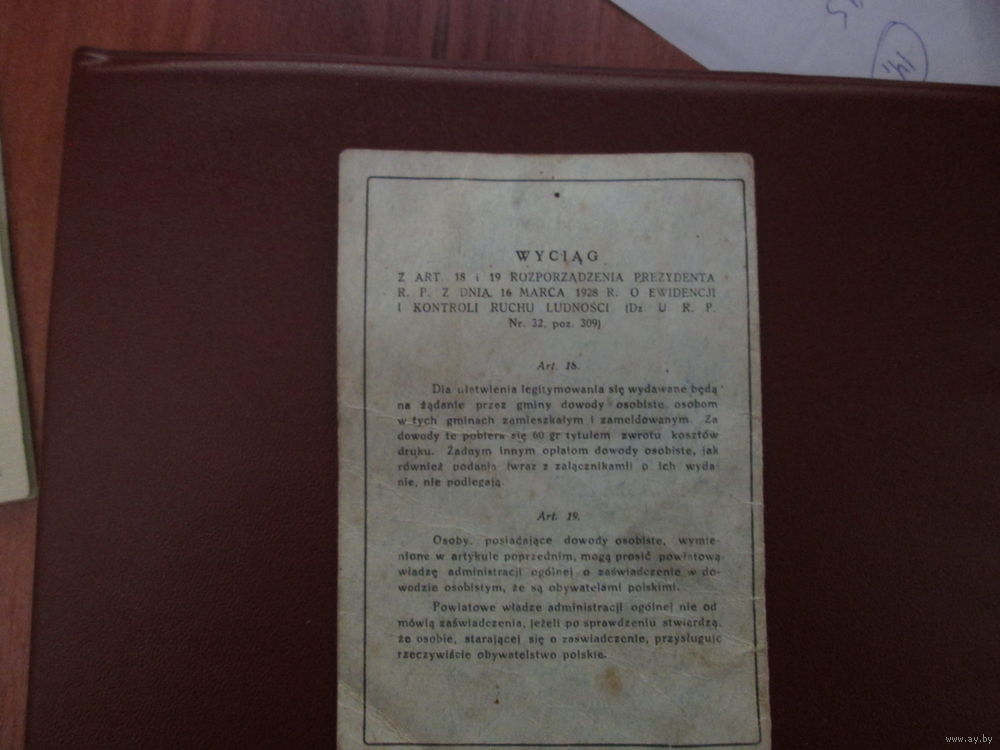 WYCIĄG
Z ART. 18 i 19 ROZPORZĄDZENIA PREZYDENTA
R. P. Z DNIA 16 MARCA 1928 R. O EWIDENCJI
I KONTROLI RUCHU LUDNOŚCI (Dz U R. P.
Nr. 32, poz. 309)
Art. 18.
Dla ułatwienia legitymowania się wydawane będą
na żądanie przez gminy dowody osobiste osobom
w tych gminach zamieszkałym i zameldowanym. Za
dowody te pobiera się 60 gr tytułem zwrotu kosztów
druku. Żadnym innym opłatom dowody osobiste, jak
również podania (wraz z załącznikami) o ich wyda-
nie, nie podlegają.
Art. 19.
Osoby, posiadające dowody osobiste, wymie-
nione w artykule poprzednim, mogą prosić powiatową
władzę administracji ogólnej o zaświadczenie w do-
wodzie osobistym, że są obywatelami polskimi.
Powiatowe władze administracji ogólnej nie od
mówią zaświadczenia, jeżeli po sprawdzeniu stwierdzą,
że osobie, starającej się o zaświadczenie, przysługuje
rzeczywiście obywatelstwo polskie.
www.ay.by